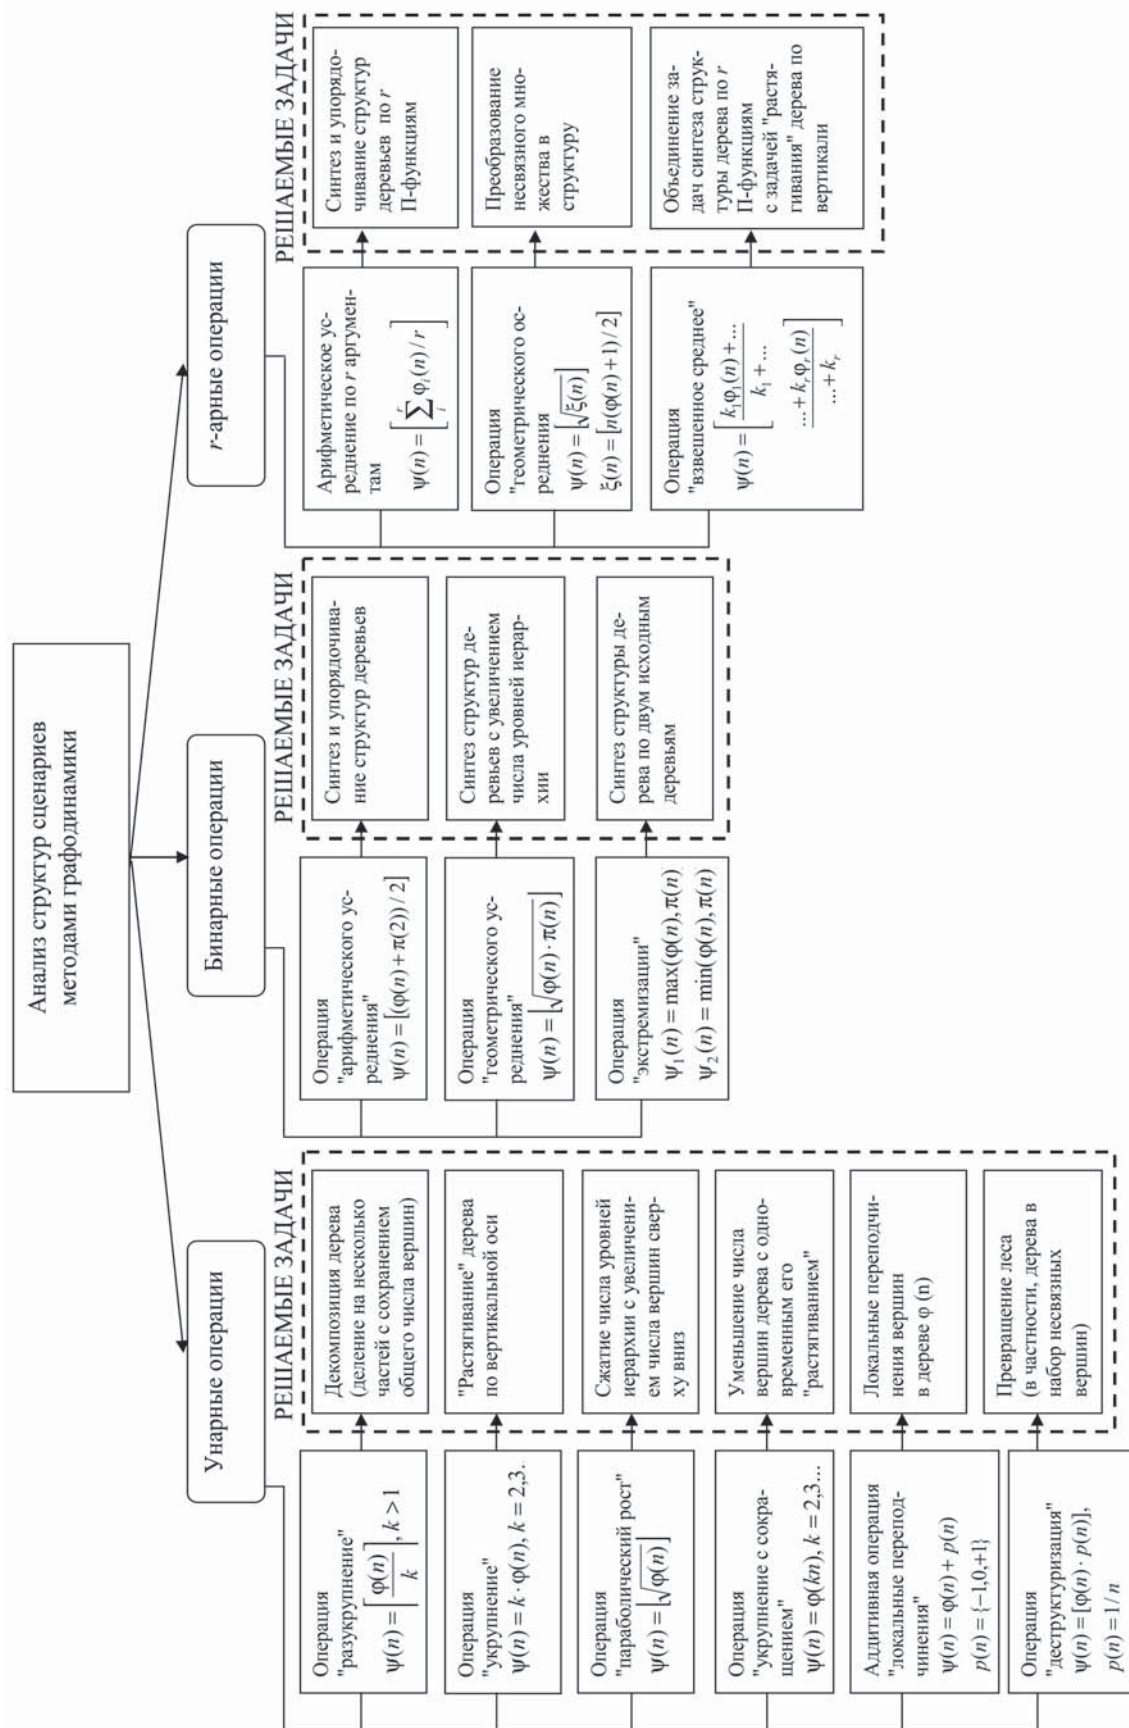 Анализ структур сценариев
методами графодинамики
Унарные операции
РЕШАЕМЫЕ ЗАДАЧИ
Операция
"разукрупнение"
ψ(n) = [φ(n) / k], k > 1
Декомпозиция дерева
(деление на несколько
частей с сохранением
общего числа вершин)
Операция
"укрупнение"
ψ(n) = k · φ(n), k = 2,3..
"Растягивание" дерева
по вертикальной оси
Операция
"параболический рост"
ψ(n) = [√φ(n)]
Сжатие числа уровней
иерархии с увеличени-
ем числа вершин свер-
ху вниз
Операция
"укрупнение с сокра-
щением"
ψ(n) = φ(kn), k = 2,3...
Уменьшение числа
вершин дерева с одно-
временным его
"растягиванием"
Аддитивная операция
"локальные перепод-
чинения"
ψ(n) = φ(n) + p(n)
p(n) = {−1,0,+1}
Локальные переподчи-
нения вершин
в дереве φ (n)
Операция
"деструктуризация"
ψ(n) = [φ(n) · p(n)],
p(n) = 1/n
Превращение леса
(в частности, дерева в
набор несвязных
вершин)
Бинарные операции
РЕШАЕМЫЕ ЗАДАЧИ
Операция
"арифметического ус-
реднения"
ψ(n) = [(φ(n) + π(2)) / 2]
Синтез и упорядочива-
ние структур деревьев
Операция
"геометрического ус-
реднения"
ψ(n) = [√φ(n) · π(n)]
Синтез структур де-
ревьев с увеличением
числа уровней иерар-
хии
Операция
"экстремизации"
ψ₁(n) = max(φ(n), π(n)
ψ₂(n) = min(φ(n), π(n)
Синтез структуры де-
рева по двум исходным
деревьям
r-арные операции
РЕШАЕМЫЕ ЗАДАЧИ
Арифметическое ус-
реднение по r аргумен-
там
ψ(n) = [∑ᵢʳ φᵢ(n) / r]
Синтез и упорядо-
чивание структур
деревьев по r
П-функциям
Операция
"геометрического ос-
реднения
ψ(n) = [√ξ(n)]
ξ(n) = [n(φ(n) + 1) / 2]
Преобразование
несвязного мно-
жества в
структуру
Операция
"взвешенное среднее"
ψ(n) = [k₁φ₁(n) + ... / k₁ + ...
... + kᵣφᵣ(n) / ... + kᵣ]
Объединение за-
дач синтеза струк-
туры дерева по r
П-функциям
с задачей "растя-
гивания" дерева по
вертикали